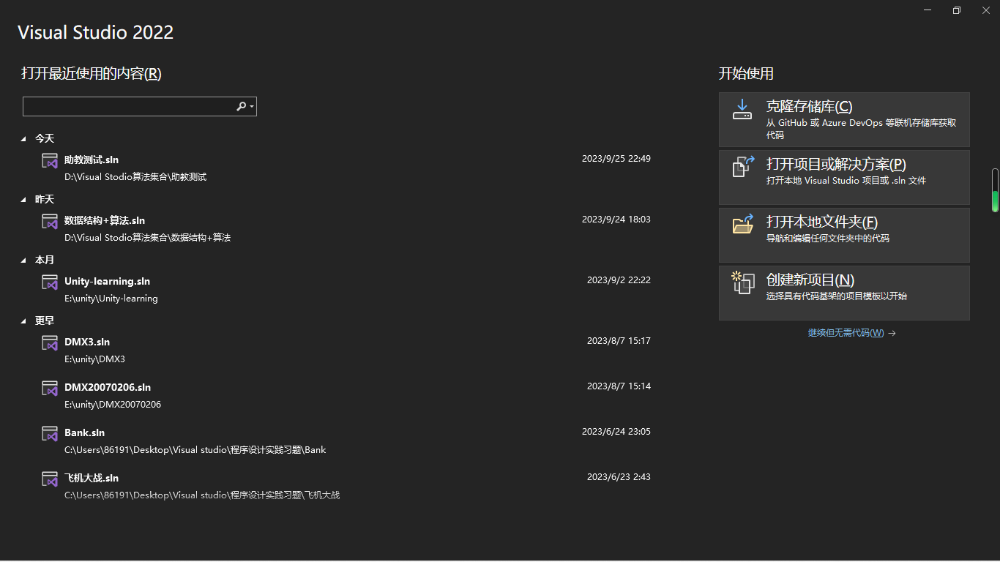 Visual Studio 2022
打开最近使用的内容(R)
今天
助教测试.sln
2023/9/25 22:49
D:\Visual Stodio算法集合\助教测试
昨天
数据结构+算法.sln
2023/9/24 18:03
D:\Visual Stodio算法集合\数据结构+算法
本月
Unity-learning.sln
2023/9/2 22:22
E:\unity\Unity-learning
更早
DMX3.sln
2023/8/7 15:17
E:\unity\DMX3
DMX20070206.sln
2023/8/7 15:14
E:\unity\DMX20070206
Bank.sln
2023/6/24 23:05
C:\Users\86191\Desktop\Visual studio\程序设计实践习题\Bank
飞机大战.sln
2023/6/23 2:43
C:\Users\86191\Desktop\Visual studio\程序设计实践习题\飞机大战
开始使用
克隆存储库(C)
从 GitHub 或 Azure DevOps 等联机存储库获取
代码
打开项目或解决方案(P)
打开本地 Visual Studio 项目或 .sln 文件
打开本地文件夹(F)
导航和编辑任何文件夹中的代码
创建新项目(N)
选择具有代码基架的项目模板以开始
继续但无需代码(W) →